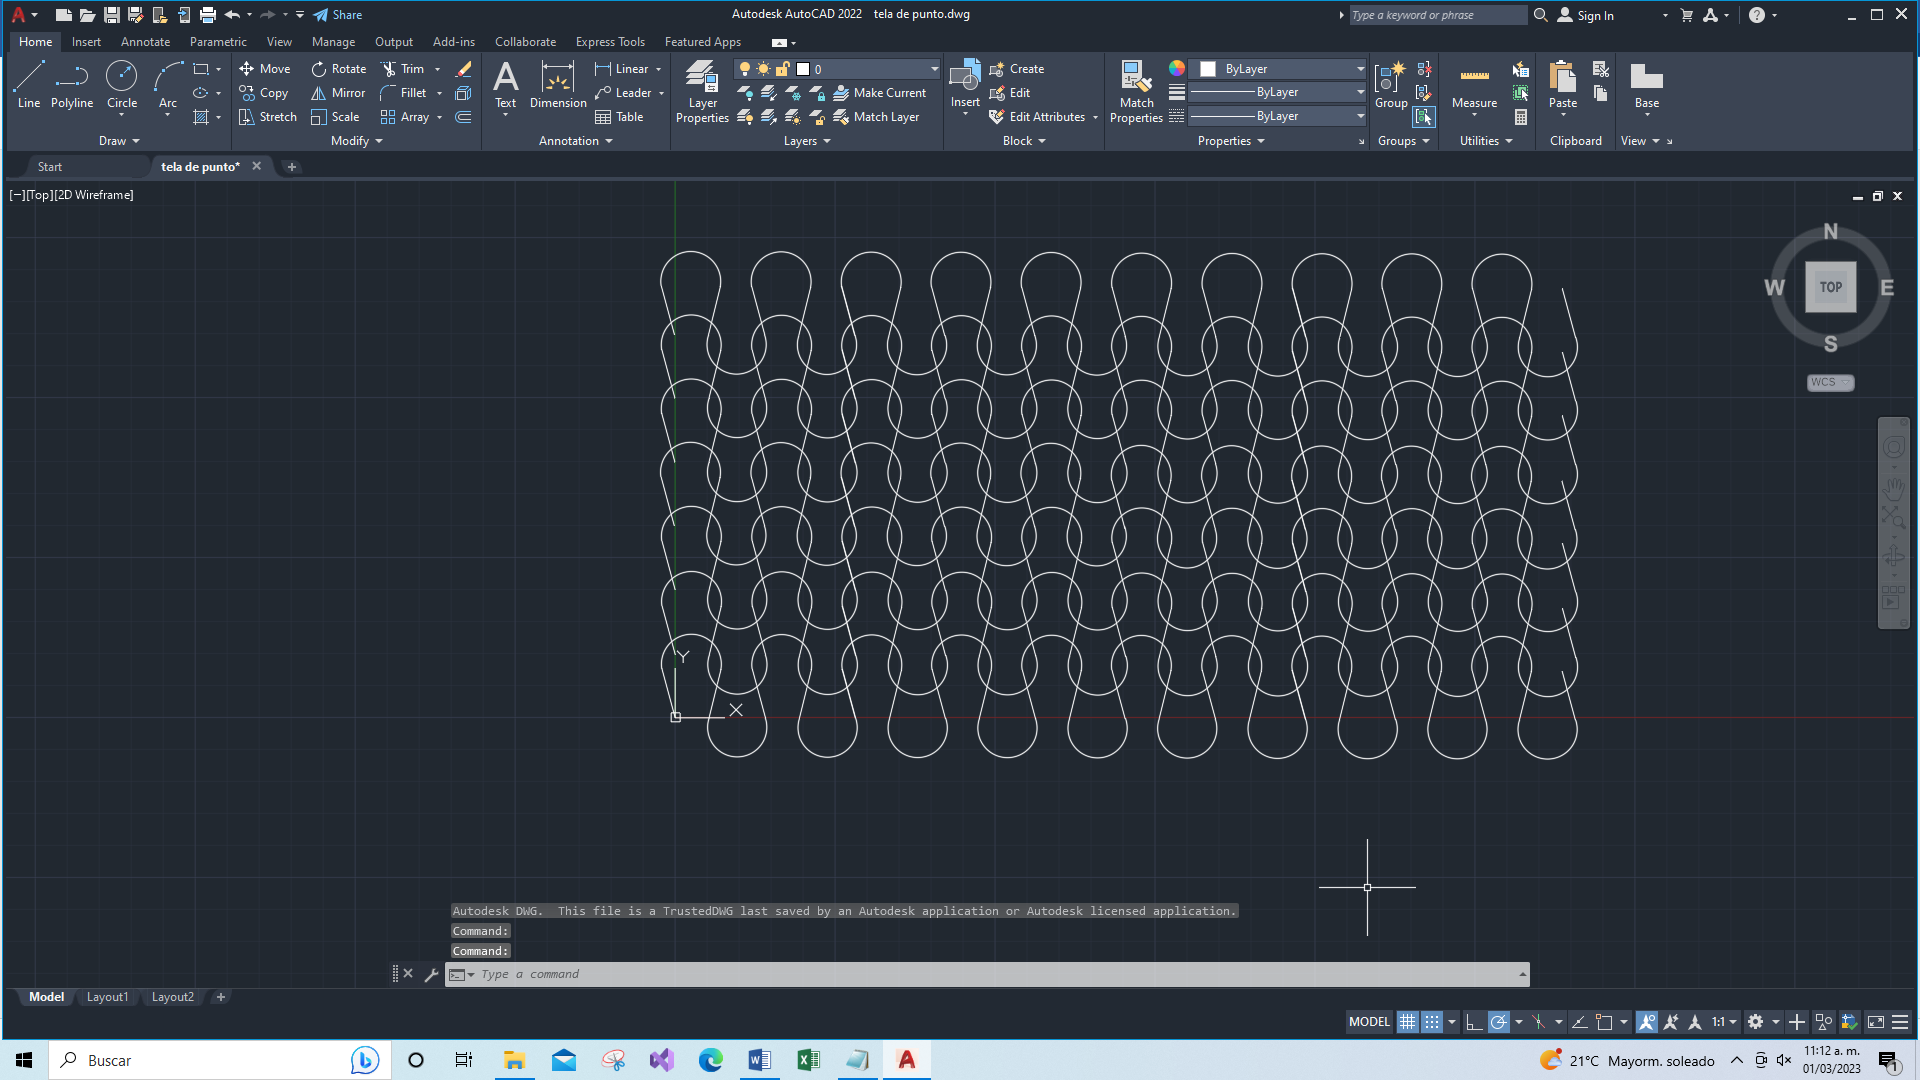 Share
Autodesk AutoCAD 2022 tela de punto.dwg
Type a keyword or phrase
Sign In
Home Insert Annotate Parametric View Manage Output Add-ins Collaborate Express Tools Featured Apps
Line
Polyline
Circle
Arc
Move
Rotate
Trim
Copy
Mirror
Fillet
Stretch
Scale
Array
Text
Dimension
Linear
Leader
Table
Layer
Properties
0
Make Current
Match Layer
Insert
Create
Edit
Edit Attributes
Match
Properties
ByLayer
ByLayer
ByLayer
Group
Measure
Paste
Base
Draw Modify Annotation Layers Block Properties Groups Utilities Clipboard View
Start
tela de punto*
[−][Top][2D Wireframe]
N
W TOP E
S
WCS
Y
X
Autodesk DWG. This file is a TrustedDWG last saved by an Autodesk application or Autodesk licensed application.
Command:
Command:
Type a command
Model Layout1 Layout2
MODEL
1:1
Buscar
21°C Mayorm. soleado
11:12 a. m.
01/03/2023
1